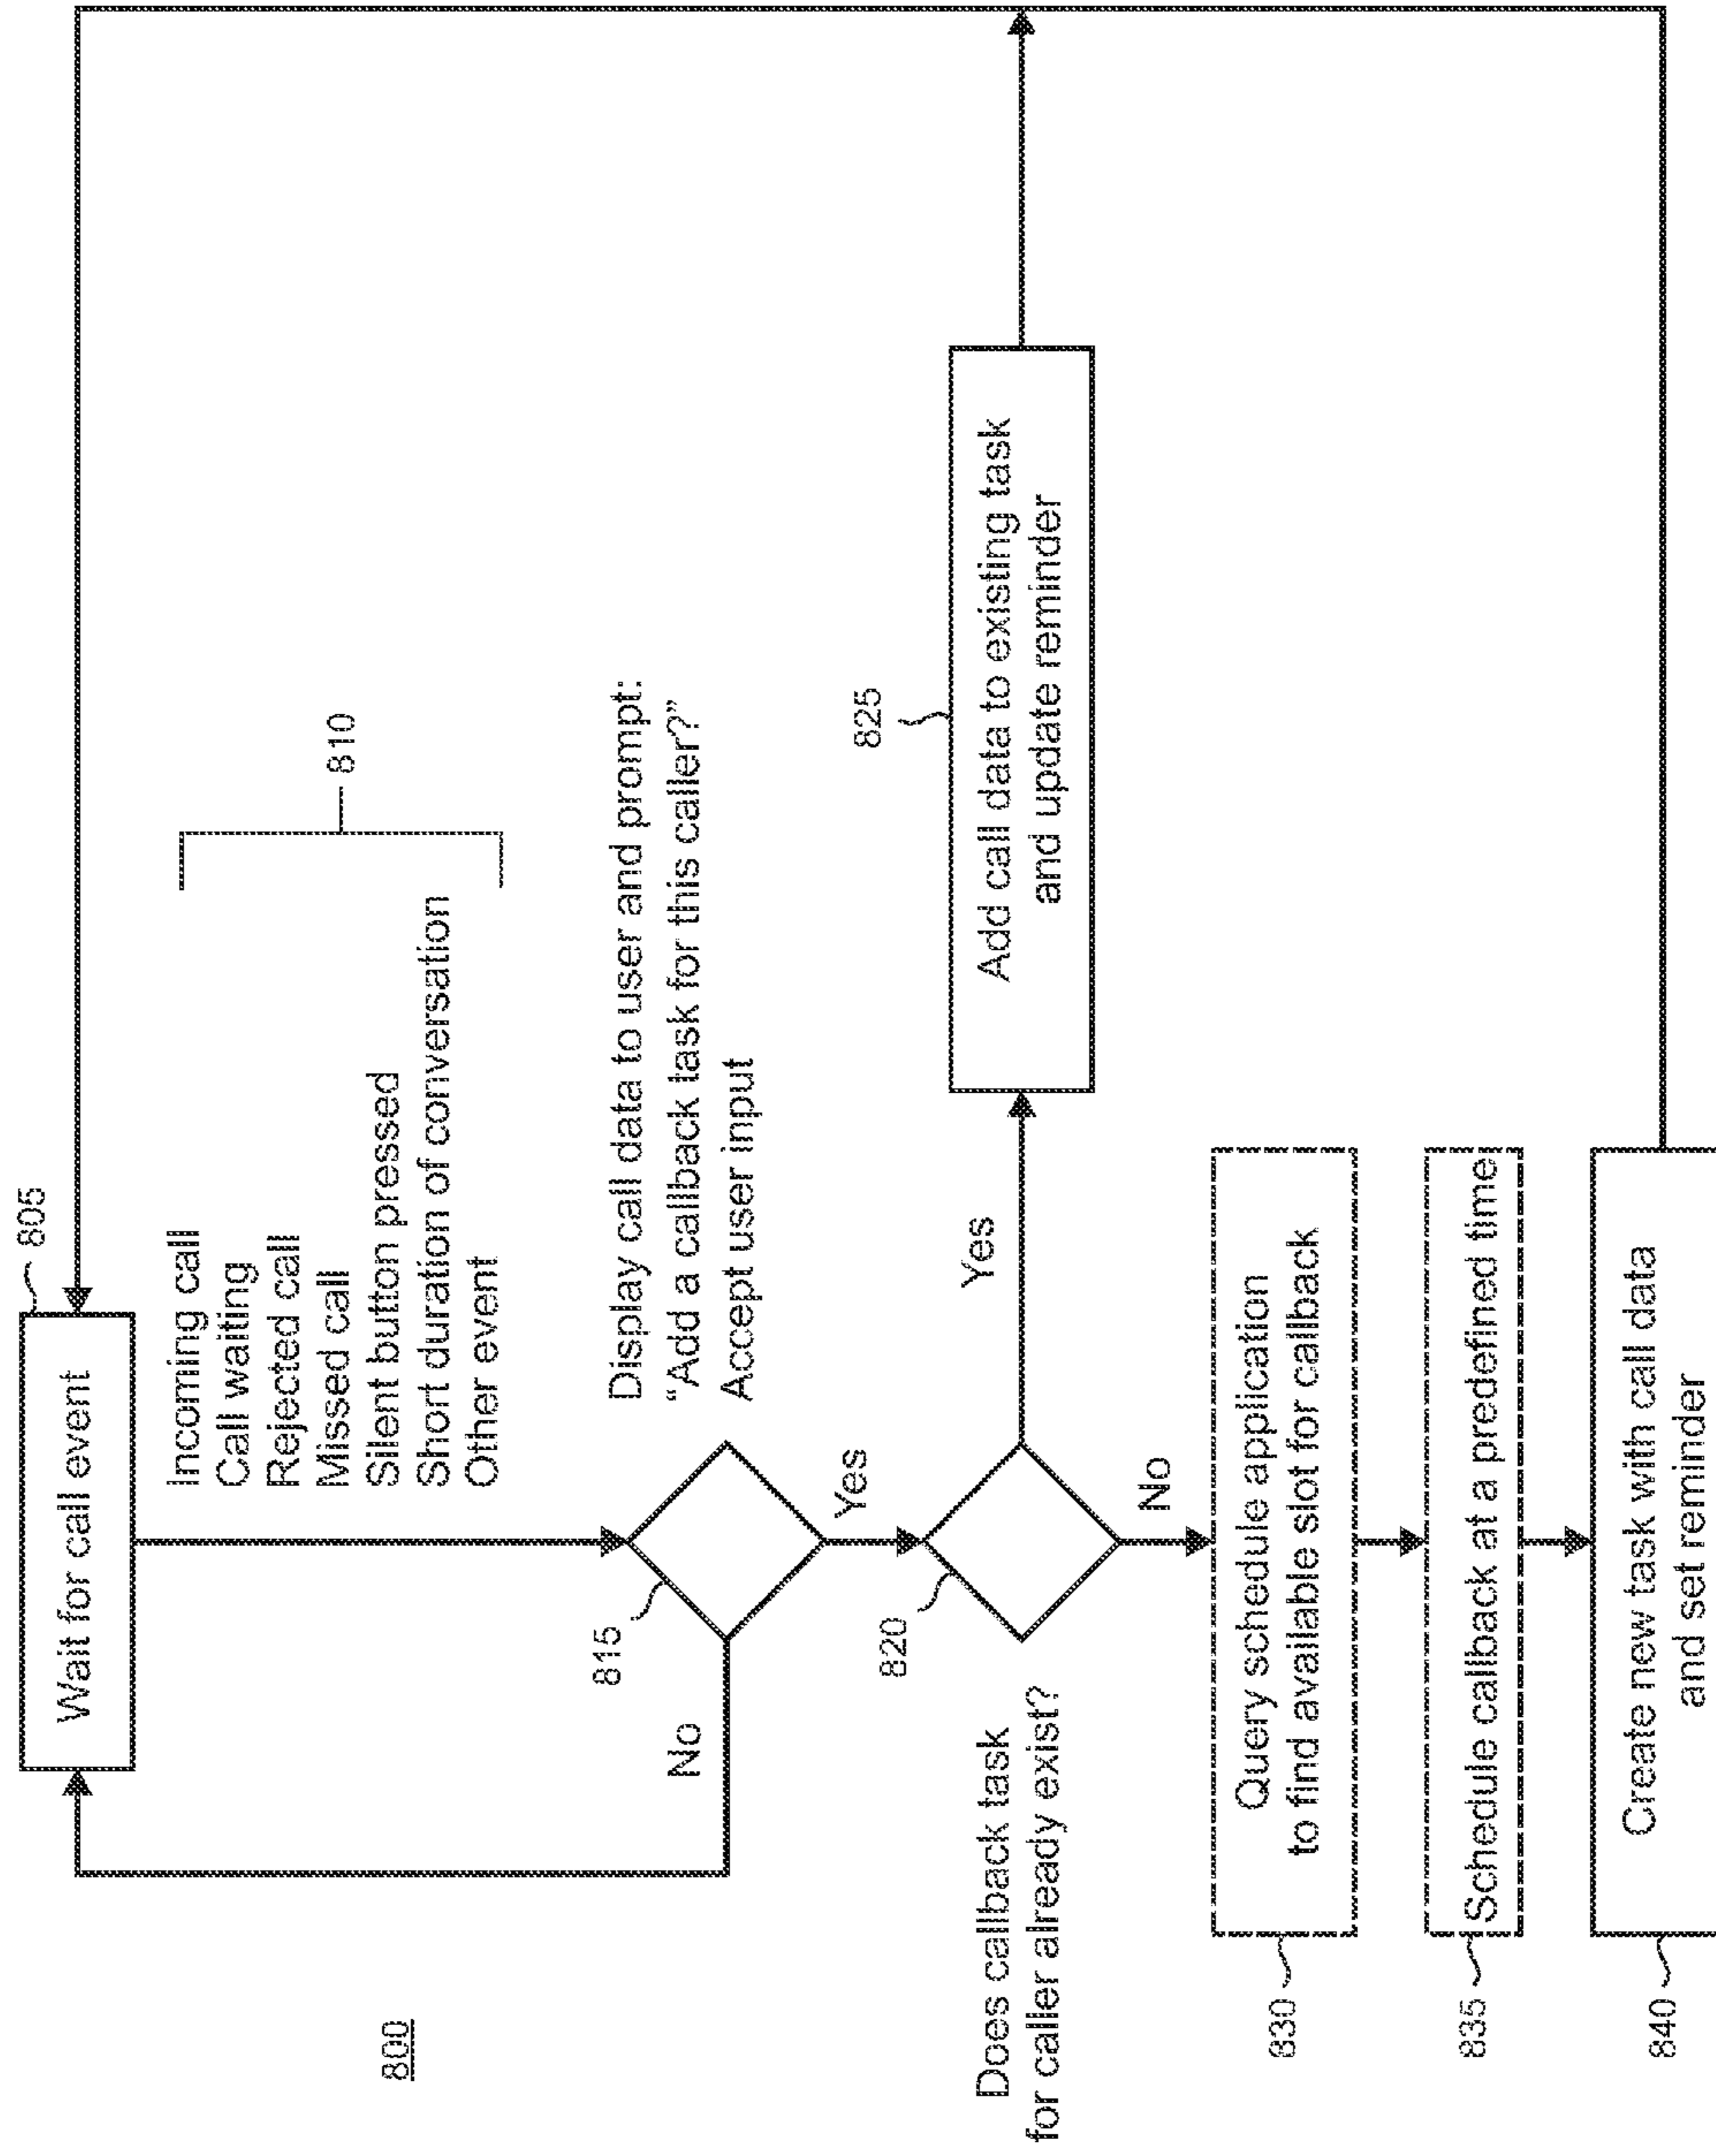 800
805
Wait for call event
Incoming call
Call waiting
Rejected call
Missed call
Silent button pressed
Short duration of conversation
Other event
810
815
Display call data to user and prompt:
“Add a callback task for this caller?”
Accept user input
No
Yes
820
Does callback task
for caller already exist?
Yes
825
Add call data to existing task
and update reminder
No
830
Query schedule application
to find available slot for callback
835
Schedule callback at a predefined time
840
Create new task with call data
and set reminder